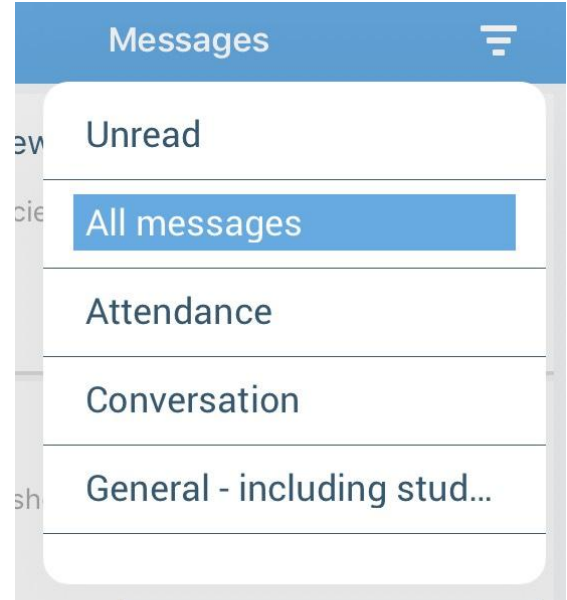 Messages
Unread
All messages
Attendance
Conversation
General - including stud...